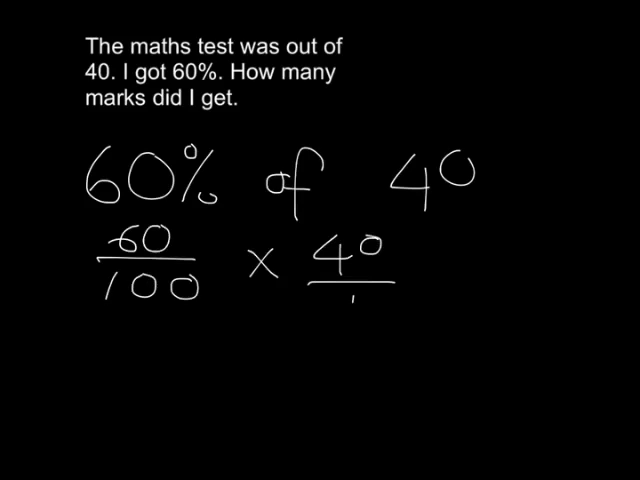 The maths test was out of
40. I got 60%. How many
marks did I get.
60% of 40
60/100 × 40/1